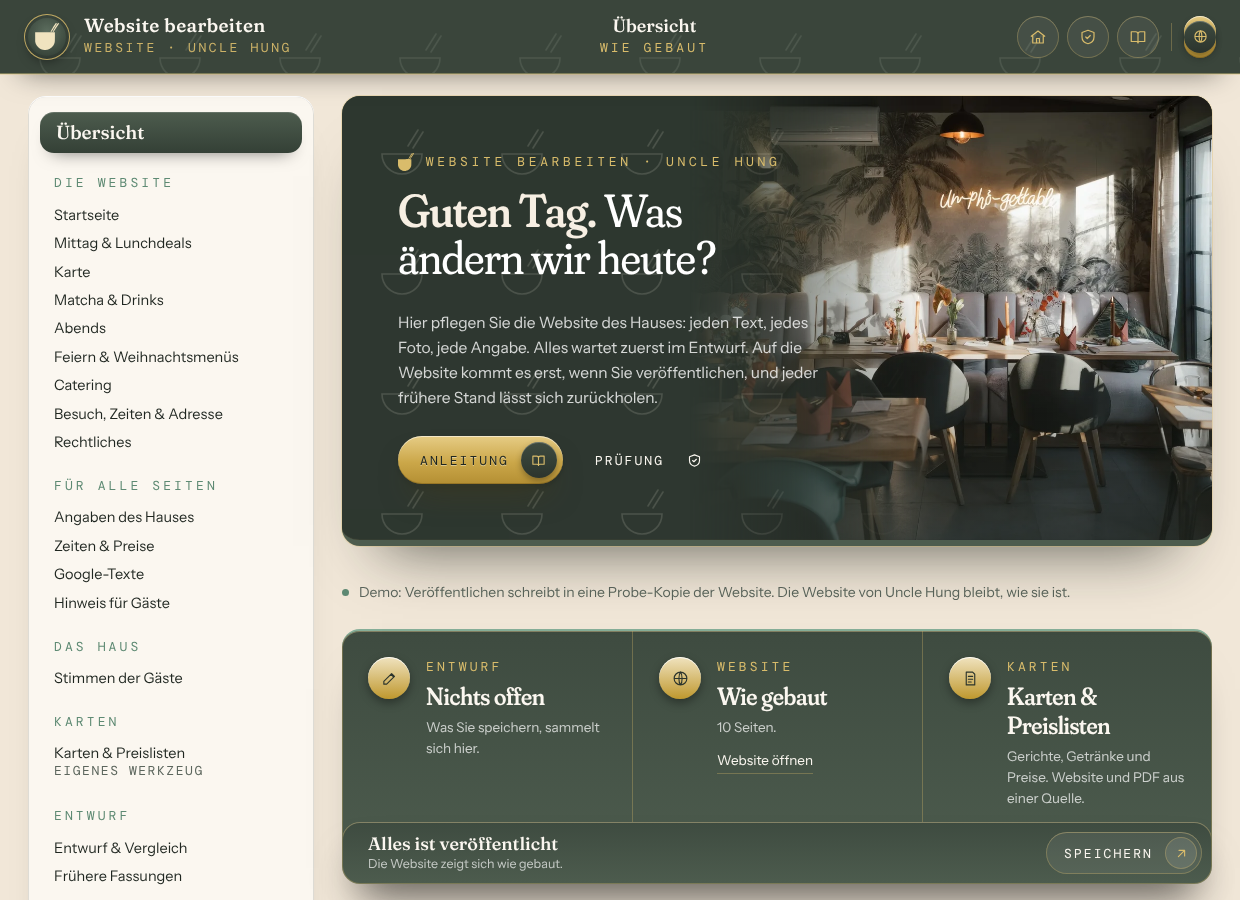 Website bearbeiten
WEBSITE · UNCLE HUNG
Übersicht
WIE GEBAUT
Übersicht
DIE WEBSITE
Startseite
Mittag & Lunchdeals
Karte
Matcha & Drinks
Abends
Feiern & Weihnachtsmenüs
Catering
Besuch, Zeiten & Adresse
Rechtliches
FÜR ALLE SEITEN
Angaben des Hauses
Zeiten & Preise
Google-Texte
Hinweis für Gäste
DAS HAUS
Stimmen der Gäste
KARTEN
Karten & Preislisten
EIGENES WERKZEUG
ENTWURF
Entwurf & Vergleich
Frühere Fassungen
WEBSITE BEARBEITEN · UNCLE HUNG
Guten Tag. Was
ändern wir heute?
Hier pflegen Sie die Website des Hauses: jeden Text, jedes
Foto, jede Angabe. Alles wartet zuerst im Entwurf. Auf die
Website kommt es erst, wenn Sie veröffentlichen, und jeder
frühere Stand lässt sich zurückholen.
ANLEITUNG
PRÜFUNG
Um-Phở-gettable
Demo: Veröffentlichen schreibt in eine Probe-Kopie der Website. Die Website von Uncle Hung bleibt, wie sie ist.
ENTWURF
Nichts offen
Was Sie speichern, sammelt
sich hier.
WEBSITE
Wie gebaut
10 Seiten.
Website öffnen
KARTEN
Karten &
Preislisten
Gerichte, Getränke und
Preise. Website und PDF aus
einer Quelle.
Alles ist veröffentlicht
Die Website zeigt sich wie gebaut.
SPEICHERN